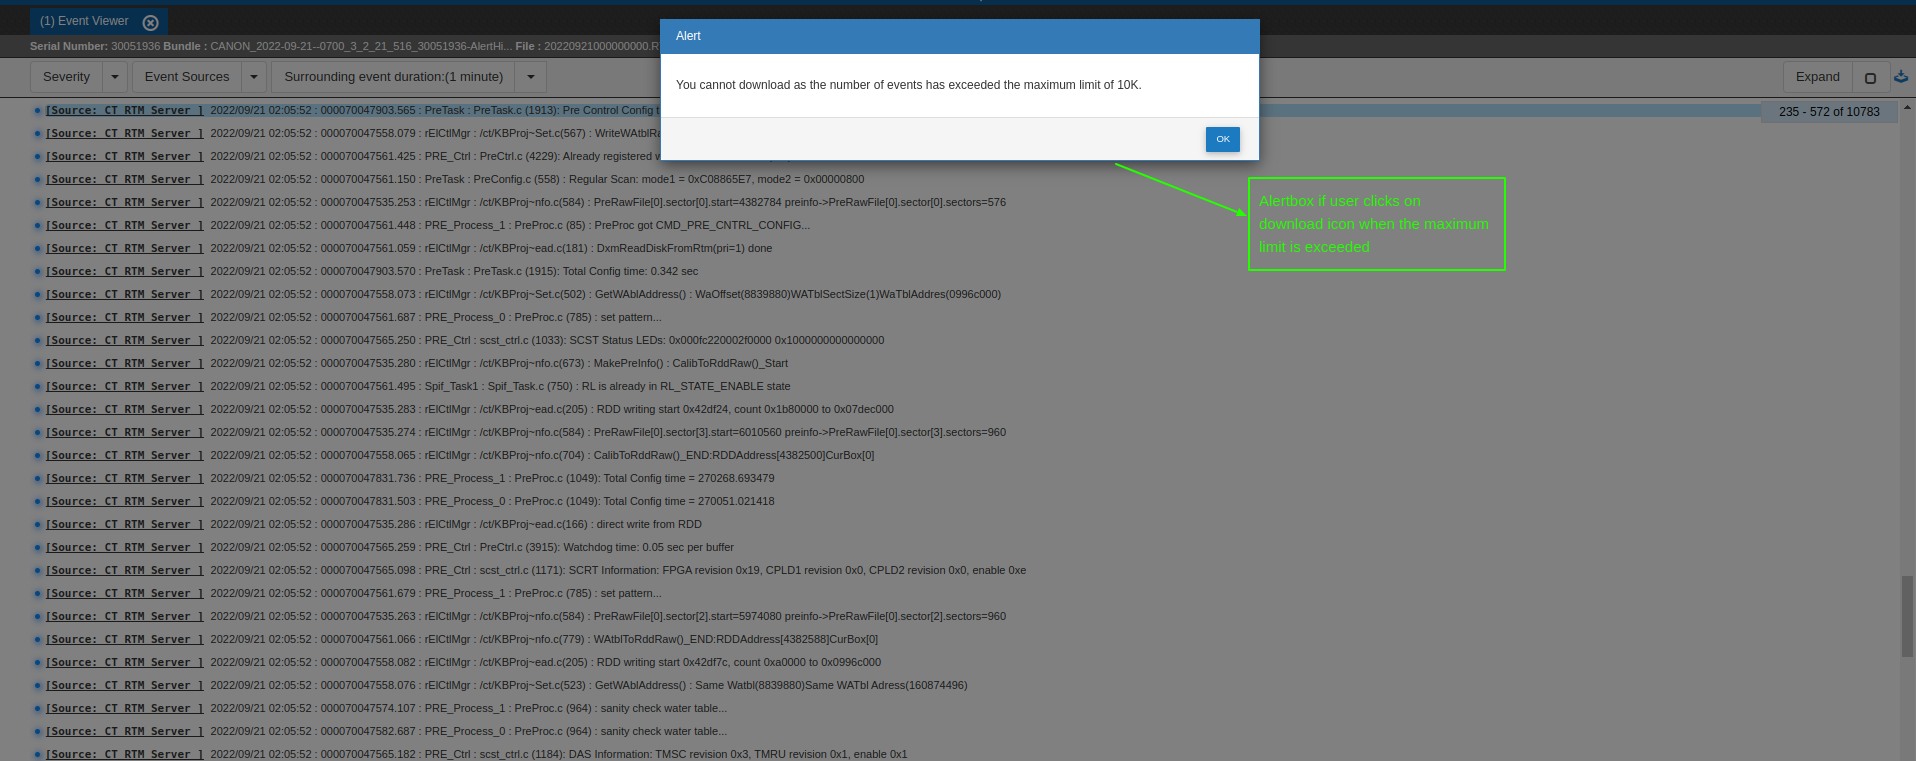 (1) Event Viewer
Alert
Serial Number: 30051936 Bundle : CANON_2022-09-21--0700_3_2_21_516_30051936-AlertHi... File : 20220921000000000.R
Severity
Event Sources
Surrounding event duration:(1 minute)
You cannot download as the number of events has exceeded the maximum limit of 10K.
Expand
OK
235 - 572 of 10783
Alertbox if user clicks on
download icon when the maximum
limit is exceeded
[Source: CT RTM Server ] 2022/09/21 02:05:52 : 000070047903.565 : PreTask : PreTask.c (1913): Pre Control Config
[Source: CT RTM Server ] 2022/09/21 02:05:52 : 000070047558.079 : rElCtlMgr : /ct/KBProj~Set.c(567) : WriteWAtblR
[Source: CT RTM Server ] 2022/09/21 02:05:52 : 000070047561.425 : PRE_Ctrl : PreCtrl.c (4229): Already registered
[Source: CT RTM Server ] 2022/09/21 02:05:52 : 000070047561.150 : PreTask : PreConfig.c (558) : Regular Scan: mode1 = 0xC08865E7, mode2 = 0x00000800
[Source: CT RTM Server ] 2022/09/21 02:05:52 : 000070047535.253 : rElCtlMgr : /ct/KBProj~nfo.c(584) : PreRawFile[0].sector[0].start=4382784 preinfo->PreRawFile[0].sector[0].sectors=576
[Source: CT RTM Server ] 2022/09/21 02:05:52 : 000070047561.448 : PRE_Process_1 : PreProc.c (85) : PreProc got CMD_PRE_CNTRL_CONFIG...
[Source: CT RTM Server ] 2022/09/21 02:05:52 : 000070047561.059 : rElCtlMgr : /ct/KBProj~ead.c(181) : DxmReadDiskFromRtm(pri=1) done
[Source: CT RTM Server ] 2022/09/21 02:05:52 : 000070047903.570 : PreTask : PreTask.c (1915): Total Config time: 0.342 sec
[Source: CT RTM Server ] 2022/09/21 02:05:52 : 000070047558.073 : rElCtlMgr : /ct/KBProj~Set.c(502) : GetWAblAddress() : WaOffset(8839880)WATblSectSize(1)WaTblAddres(0996c000)
[Source: CT RTM Server ] 2022/09/21 02:05:52 : 000070047561.687 : PRE_Process_0 : PreProc.c (785) : set pattern...
[Source: CT RTM Server ] 2022/09/21 02:05:52 : 000070047565.250 : PRE_Ctrl : scst_ctrl.c (1033): SCST Status LEDs: 0x000fc220002f0000 0x1000000000000000
[Source: CT RTM Server ] 2022/09/21 02:05:52 : 000070047535.280 : rElCtlMgr : /ct/KBProj~nfo.c(673) : MakePreInfo() : CalibToRddRaw()_Start
[Source: CT RTM Server ] 2022/09/21 02:05:52 : 000070047561.495 : Spif_Task1 : Spif_Task.c (750) : RL is already in RL_STATE_ENABLE state
[Source: CT RTM Server ] 2022/09/21 02:05:52 : 000070047535.283 : rElCtlMgr : /ct/KBProj~ead.c(205) : RDD writing start 0x42df24, count 0x1b80000 to 0x07dec000
[Source: CT RTM Server ] 2022/09/21 02:05:52 : 000070047535.274 : rElCtlMgr : /ct/KBProj~nfo.c(584) : PreRawFile[0].sector[3].start=6010560 preinfo->PreRawFile[0].sector[3].sectors=960
[Source: CT RTM Server ] 2022/09/21 02:05:52 : 000070047558.065 : rElCtlMgr : /ct/KBProj~nfo.c(704) : CalibToRddRaw()_END:RDDAddress[4382500]CurBox[0]
[Source: CT RTM Server ] 2022/09/21 02:05:52 : 000070047831.736 : PRE_Process_1 : PreProc.c (1049): Total Config time = 270268.693479
[Source: CT RTM Server ] 2022/09/21 02:05:52 : 000070047831.503 : PRE_Process_0 : PreProc.c (1049): Total Config time = 270051.021418
[Source: CT RTM Server ] 2022/09/21 02:05:52 : 000070047535.286 : rElCtlMgr : /ct/KBProj~ead.c(166) : direct write from RDD
[Source: CT RTM Server ] 2022/09/21 02:05:52 : 000070047565.259 : PRE_Ctrl : PreCtrl.c (3915): Watchdog time: 0.05 sec per buffer
[Source: CT RTM Server ] 2022/09/21 02:05:52 : 000070047565.098 : PRE_Ctrl : scst_ctrl.c (1171): SCRT Information: FPGA revision 0x19, CPLD1 revision 0x0, CPLD2 revision 0x0, enable 0xe
[Source: CT RTM Server ] 2022/09/21 02:05:52 : 000070047561.679 : PRE_Process_1 : PreProc.c (785) : set pattern...
[Source: CT RTM Server ] 2022/09/21 02:05:52 : 000070047535.263 : rElCtlMgr : /ct/KBProj~nfo.c(584) : PreRawFile[0].sector[2].start=5974080 preinfo->PreRawFile[0].sector[2].sectors=960
[Source: CT RTM Server ] 2022/09/21 02:05:52 : 000070047561.066 : rElCtlMgr : /ct/KBProj~nfo.c(779) : WAtblToRddRaw()_END:RDDAddress[4382588]CurBox[0]
[Source: CT RTM Server ] 2022/09/21 02:05:52 : 000070047558.082 : rElCtlMgr : /ct/KBProj~ead.c(205) : RDD writing start 0x42df7c, count 0xa0000 to 0x0996c000
[Source: CT RTM Server ] 2022/09/21 02:05:52 : 000070047558.076 : rElCtlMgr : /ct/KBProj~Set.c(523) : GetWAblAddress() : Same Watbl(8839880)Same WATbl Adress(160874496)
[Source: CT RTM Server ] 2022/09/21 02:05:52 : 000070047574.107 : PRE_Process_1 : PreProc.c (964) : sanity check water table...
[Source: CT RTM Server ] 2022/09/21 02:05:52 : 000070047582.687 : PRE_Process_0 : PreProc.c (964) : sanity check water table...
[Source: CT RTM Server ] 2022/09/21 02:05:52 : 000070047565.182 : PRE_Ctrl : scst_ctrl.c (1184): DAS Information: TMSC revision 0x3, TMRU revision 0x1, enable 0x1